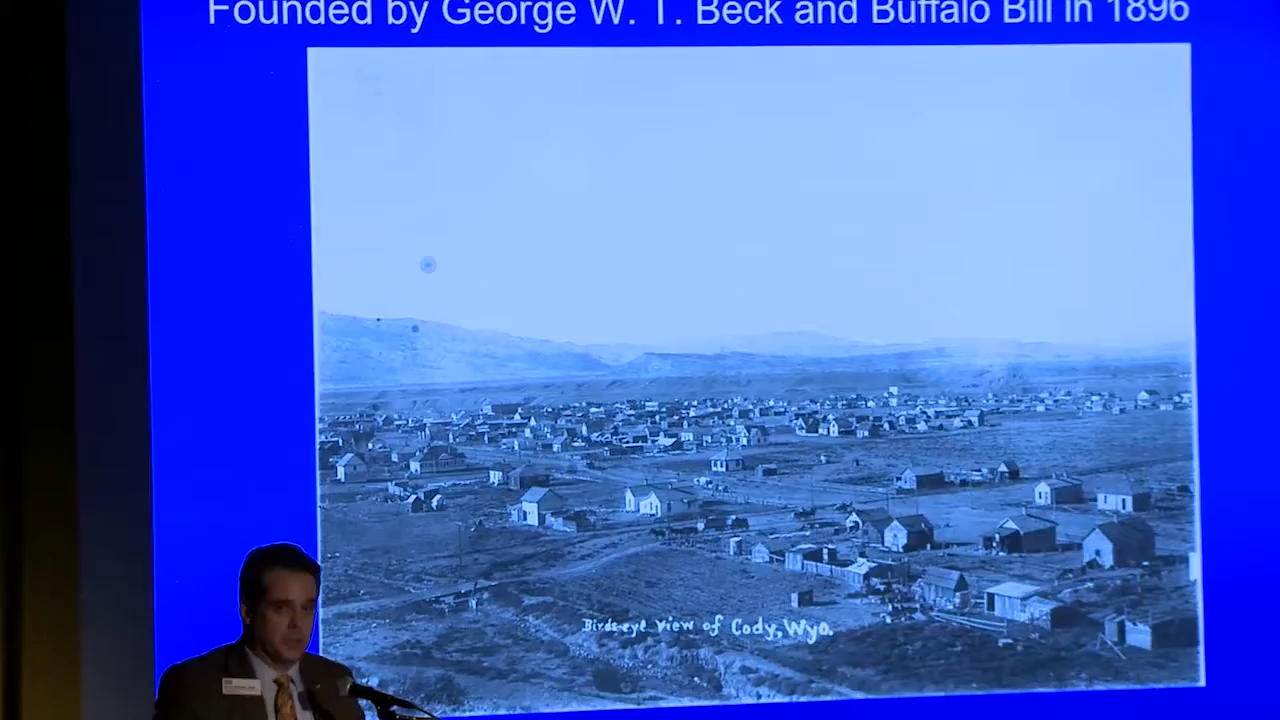 Founded by George W. T. Beck and Buffalo Bill in 1896
Birds-eye view of Cody, Wyo.